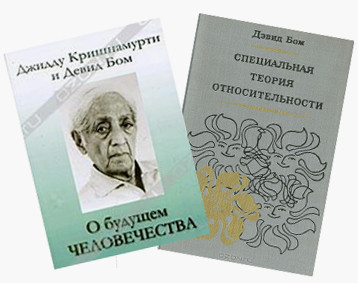 Джидду Кришнамурти
и Девид Бом
О будущем
ЧЕЛОВЕЧЕСТВА
Дэвид Бом
СПЕЦИАЛЬНАЯ
ТЕОРИЯ
ОТНОСИТЕЛЬНОСТИ